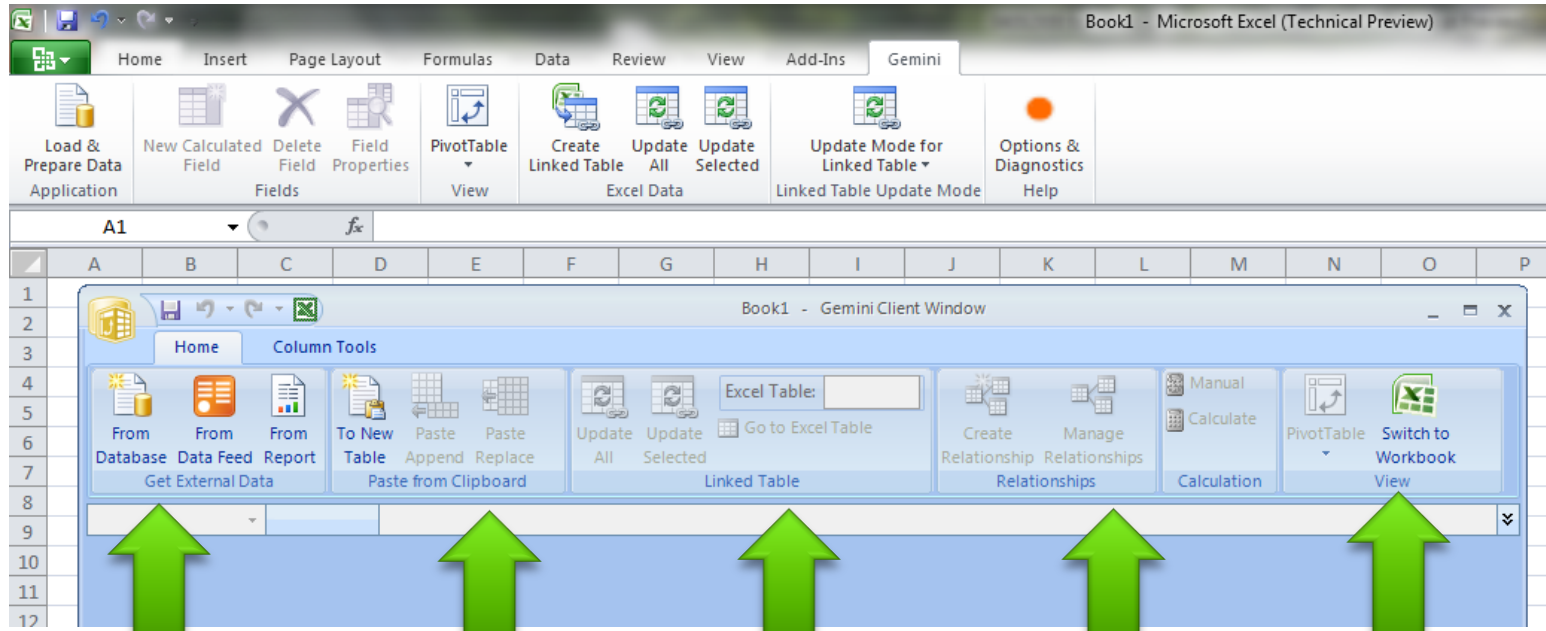 Book1 - Microsoft Excel (Technical Preview)
Home Insert Page Layout Formulas Data Review View Add-Ins Gemini
Load & New Calculated Delete Field PivotTable Create Update Update Update Mode for Options &
Prepare Data Field Field Properties Linked Table All Selected Linked Table Diagnostics
Application Fields View Excel Data Linked Table Update Mode Help
A1 fx
A B C D E F G H I J K L M N O P
1
2 Book1 - Gemini Client Window
3 Home Column Tools
4 Excel Table: Manual
5 Go to Excel Table Calculate
6 From From From To New Paste Paste Update Update Create Manage PivotTable Switch to
Database Data Feed Report Table Append Replace All Selected Relationship Relationships Workbook
7 Get External Data Paste from Clipboard Linked Table Relationships Calculation View
8
9
10
11
12